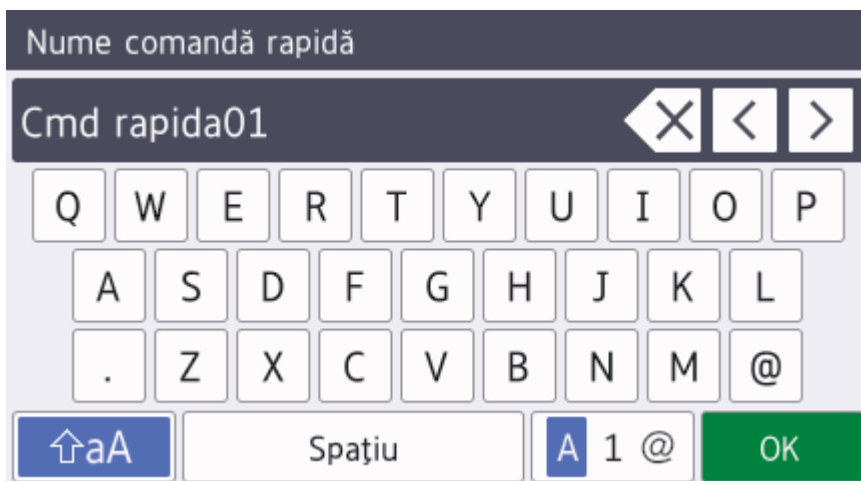 Nume comandă rapidă
Cmd rapida01
Q W E R T Y U I O P
A S D F G H J K L
. Z X C V B N M @
aA Spaţiu A 1 @ OK